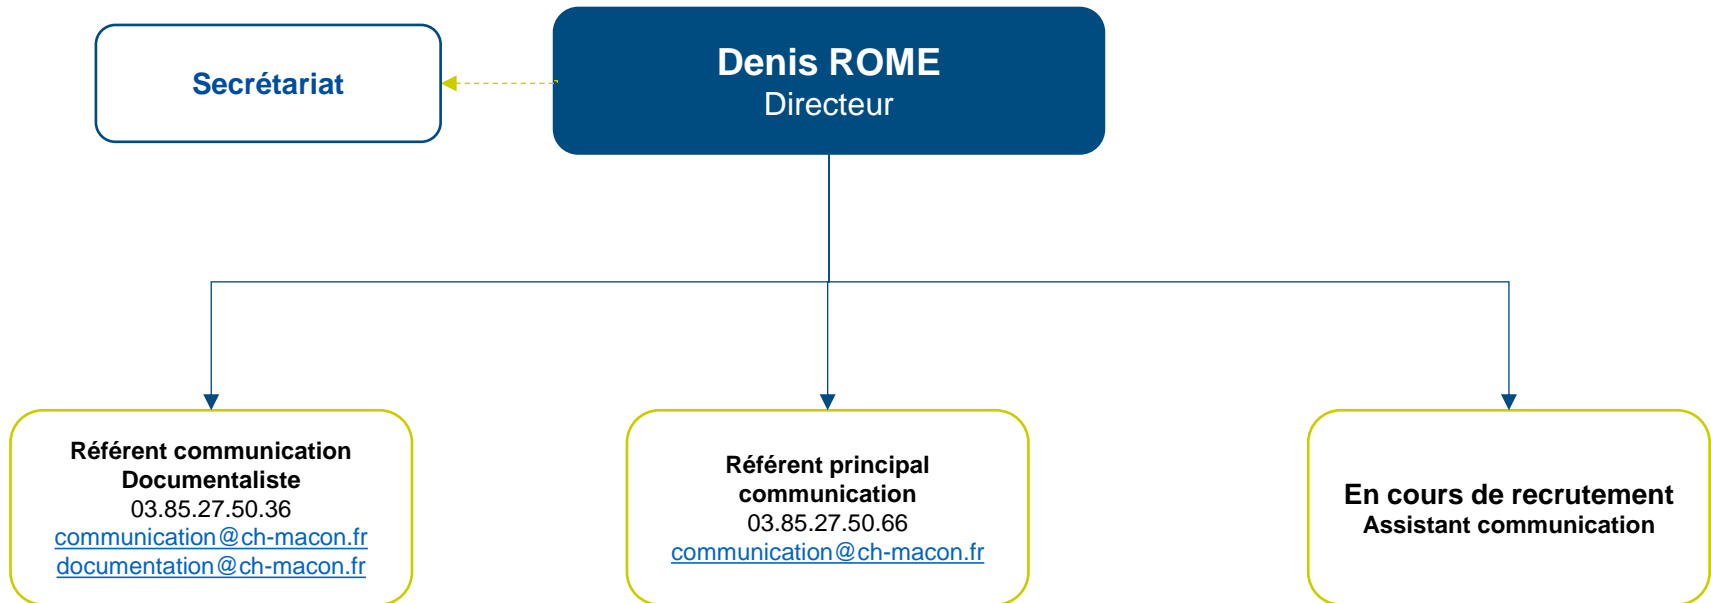 Secrétariat
Denis ROME
Directeur
Référent communication
Documentaliste
03.85.27.50.36
communication@ch-macon.fr
documentation@ch-macon.fr
Référent principal
communication
03.85.27.50.66
communication@ch-macon.fr
En cours de recrutement
Assistant communication